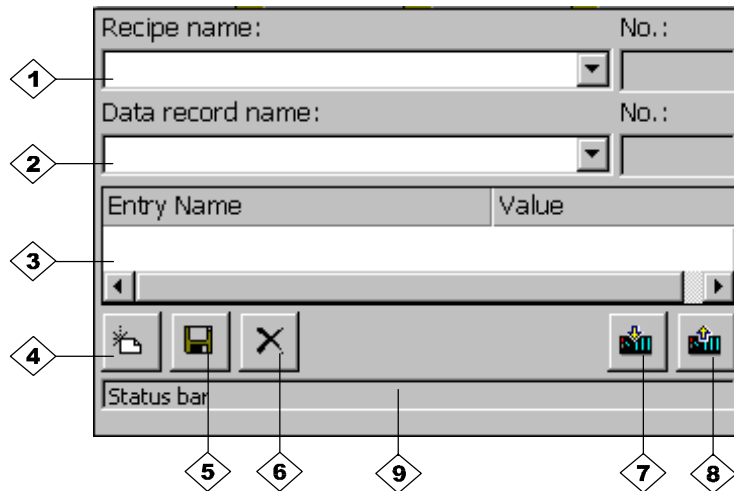 Recipe name: No.:
1
Data record name: No.:
2
Entry Name Value
3
4
Status bar
5 6 9 7 8